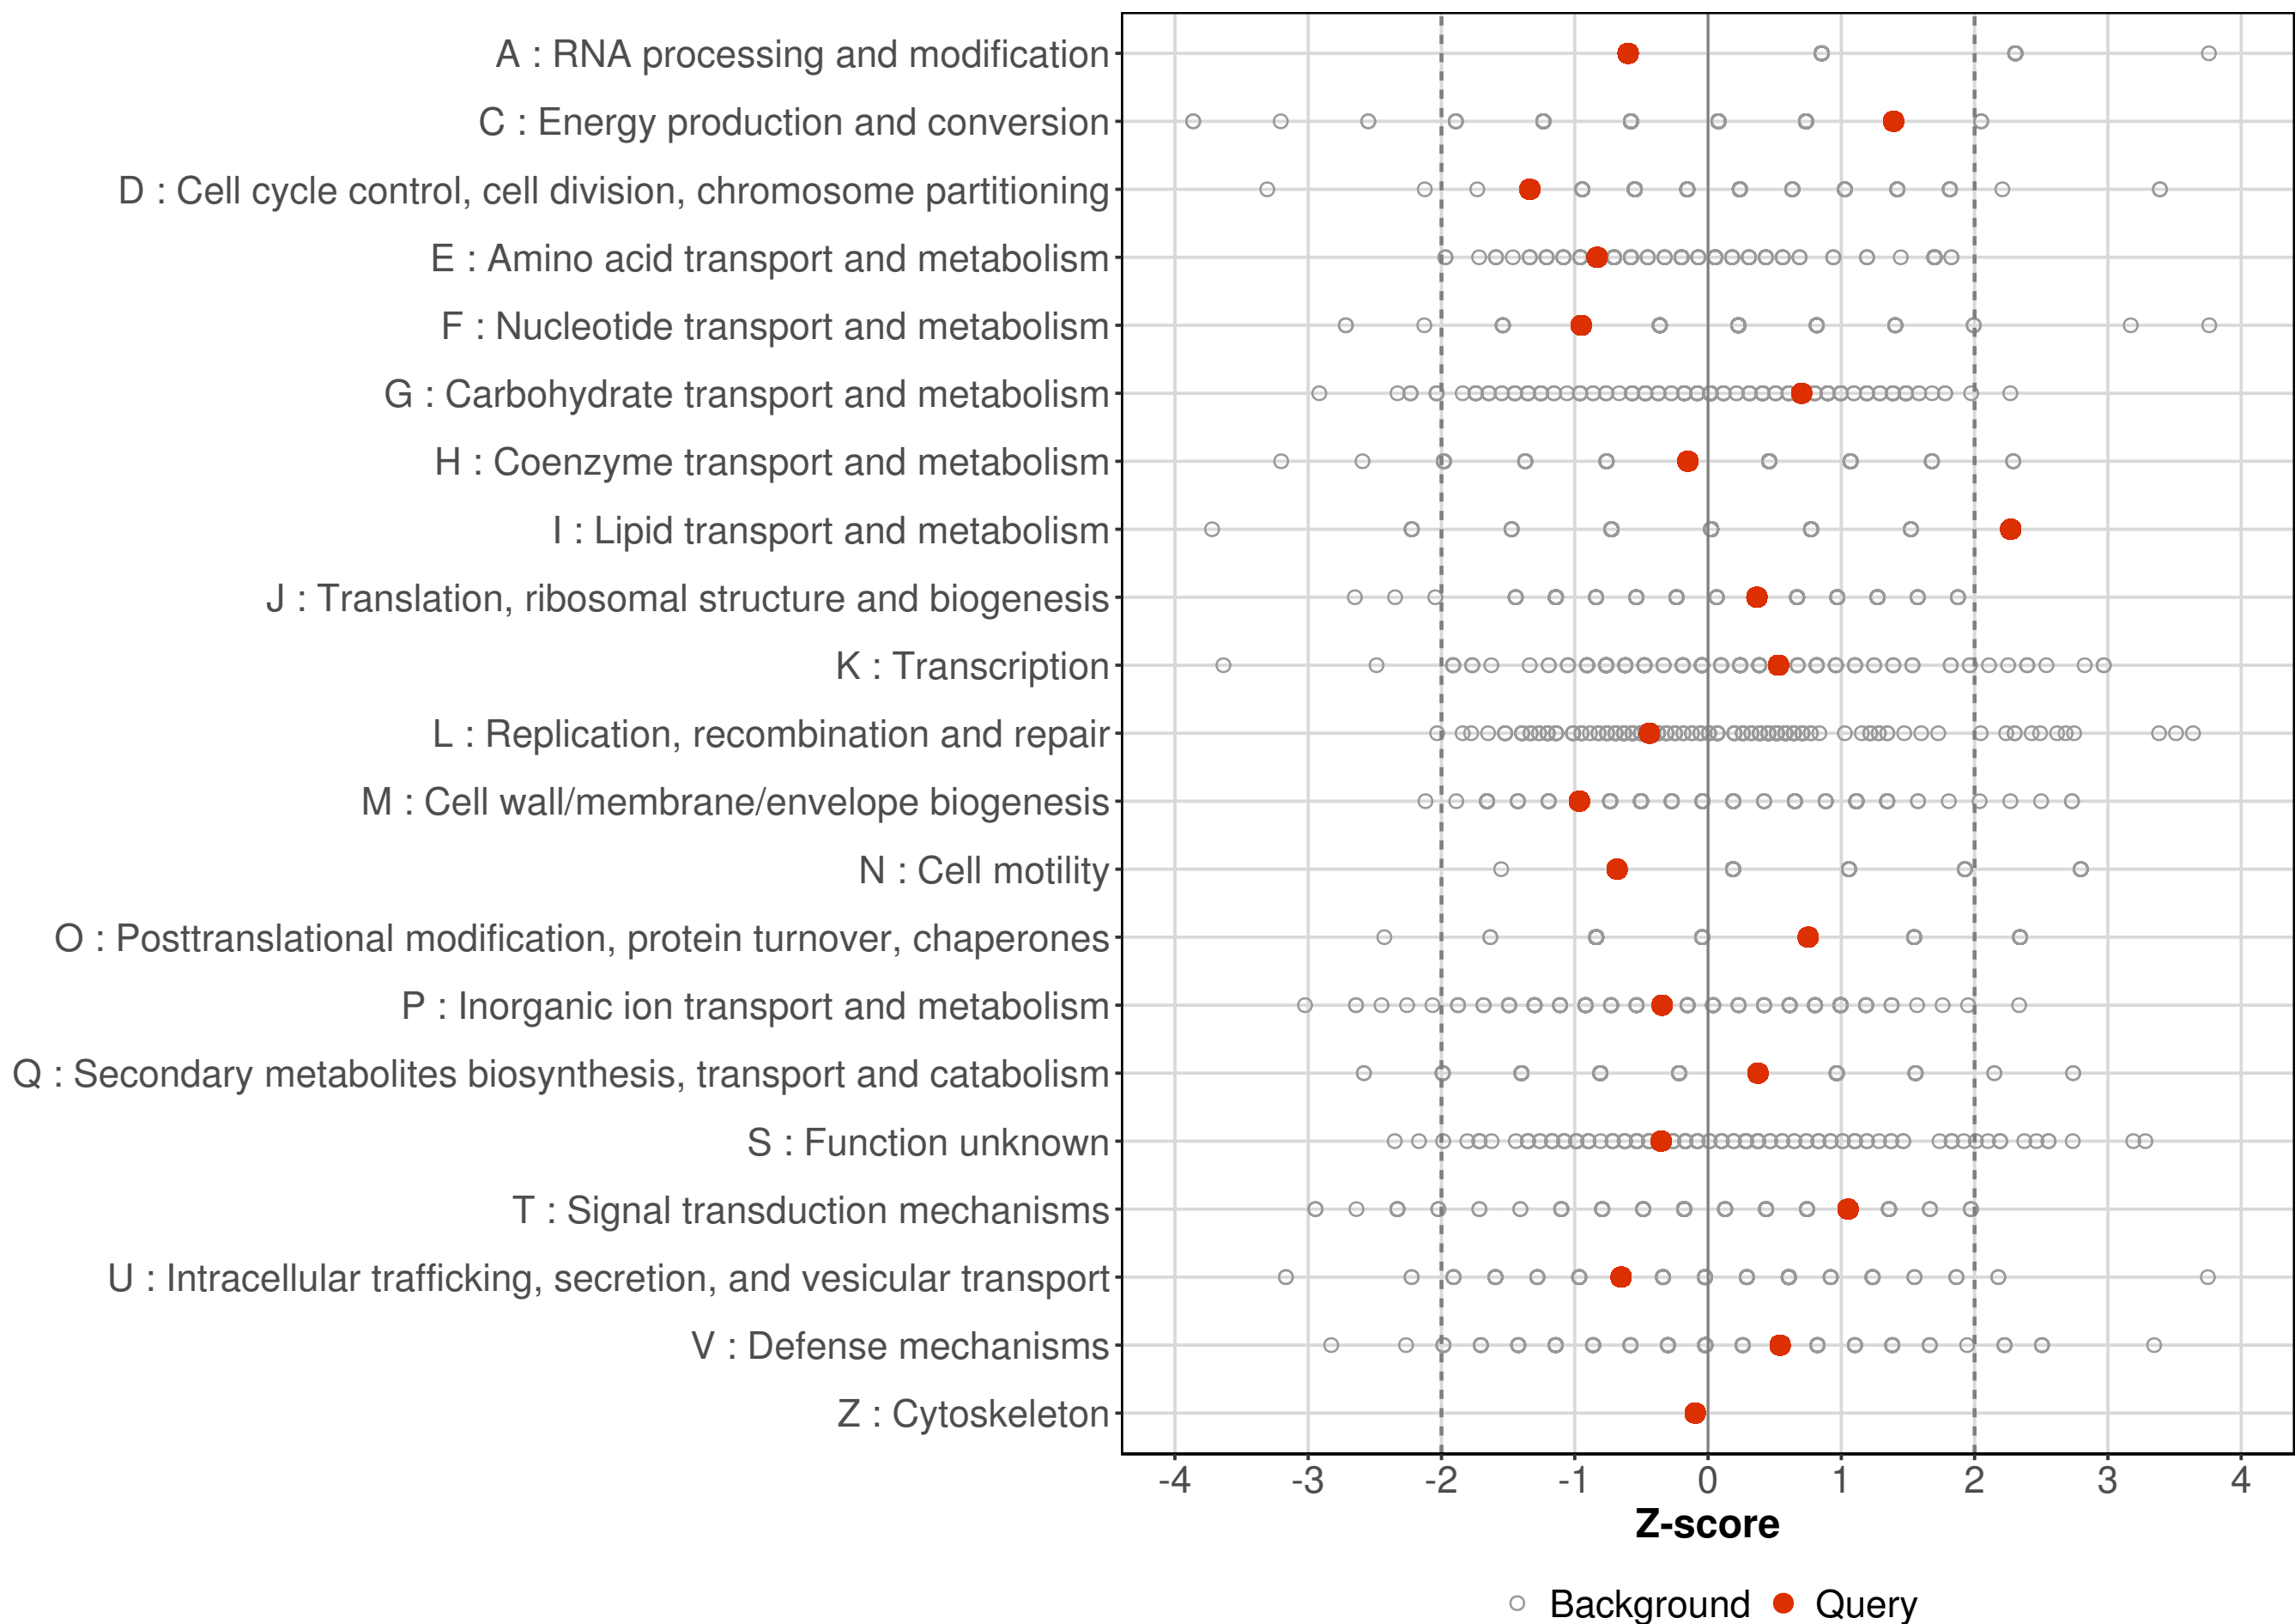 A : RNA processing and modification
C : Energy production and conversion
D : Cell cycle control, cell division, chromosome partitioning
E : Amino acid transport and metabolism
F : Nucleotide transport and metabolism
G : Carbohydrate transport and metabolism
H : Coenzyme transport and metabolism
I : Lipid transport and metabolism
J : Translation, ribosomal structure and biogenesis
K : Transcription
L : Replication, recombination and repair
M : Cell wall/membrane/envelope biogenesis
N : Cell motility
O : Posttranslational modification, protein turnover, chaperones
P : Inorganic ion transport and metabolism
Q : Secondary metabolites biosynthesis, transport and catabolism
S : Function unknown
T : Signal transduction mechanisms
U : Intracellular trafficking, secretion, and vesicular transport
V : Defense mechanisms
Z : Cytoskeleton
-4 -3 -2 -1 0 1 2 3 4
Z-score
Background Query